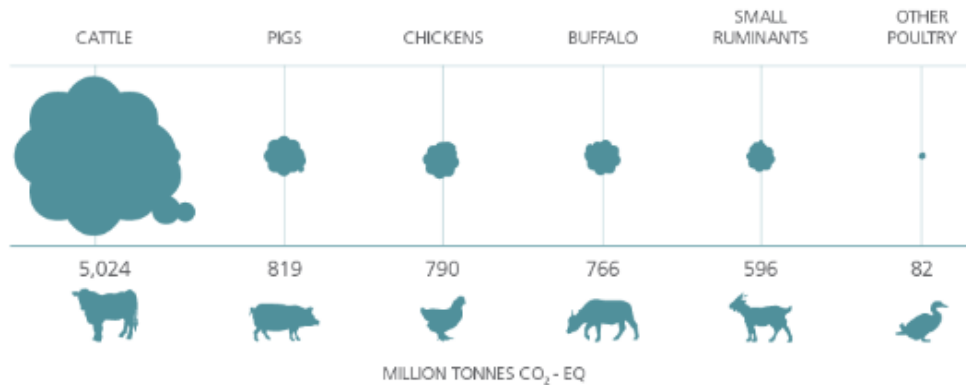 CATTLE
PIGS
CHICKENS
BUFFALO
SMALL
RUMINANTS
OTHER
POULTRY
5,024
819
790
766
596
82
MILLION TONNES CO₂ - EQ